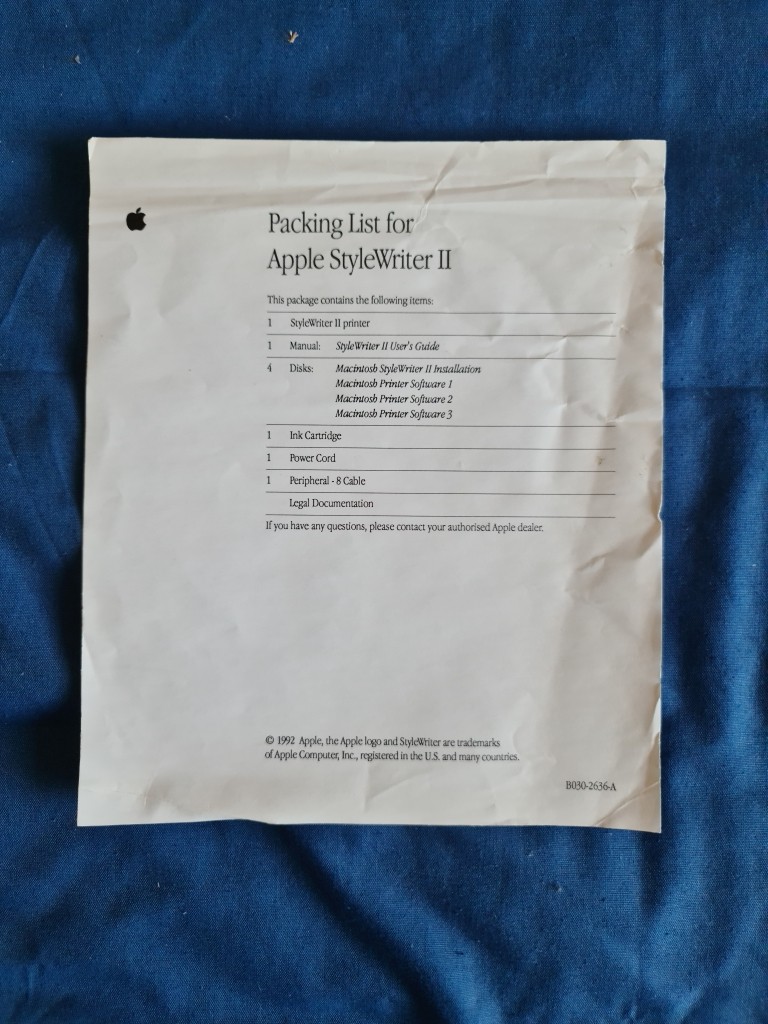 Packing List for
Apple StyleWriter II
This package contains the following items:
1 StyleWriter II printer
1 Manual: StyleWriter II User's Guide
4 Disks: Macintosh StyleWriter II Installation
Macintosh Printer Software 1
Macintosh Printer Software 2
Macintosh Printer Software 3
1 Ink Cartridge
1 Power Cord
1 Peripheral - 8 Cable
Legal Documentation
If you have any questions, please contact your authorised Apple dealer.
© 1992 Apple, the Apple logo and StyleWriter are trademarks
of Apple Computer, Inc., registered in the U.S. and many countries.
B030-2636-A